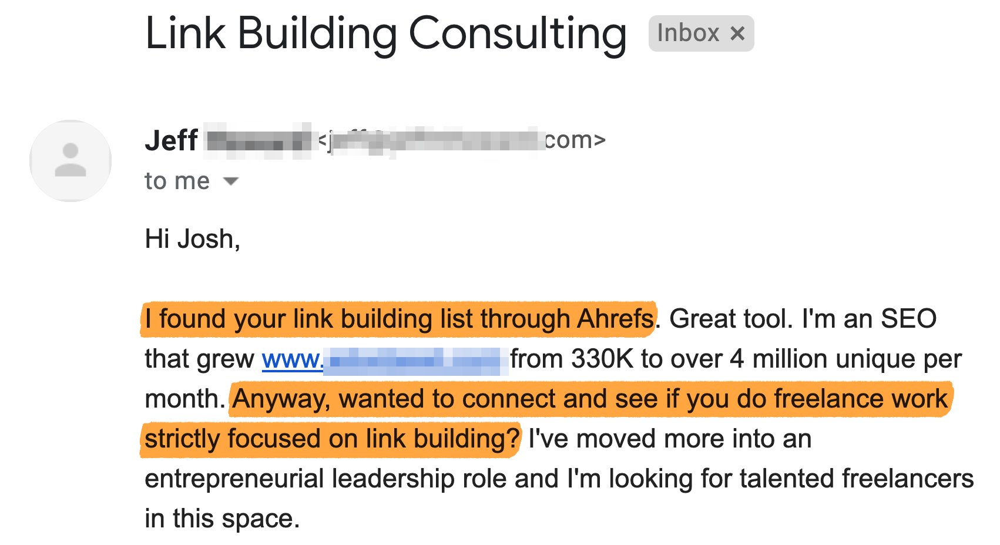 Link Building Consulting Inbox ×
Jeff <j com>
to me
Hi Josh,
I found your link building list through Ahrefs. Great tool. I'm an SEO
that grew www. from 330K to over 4 million unique per
month. Anyway, wanted to connect and see if you do freelance work
strictly focused on link building? I've moved more into an
entrepreneurial leadership role and I'm looking for talented freelancers
in this space.